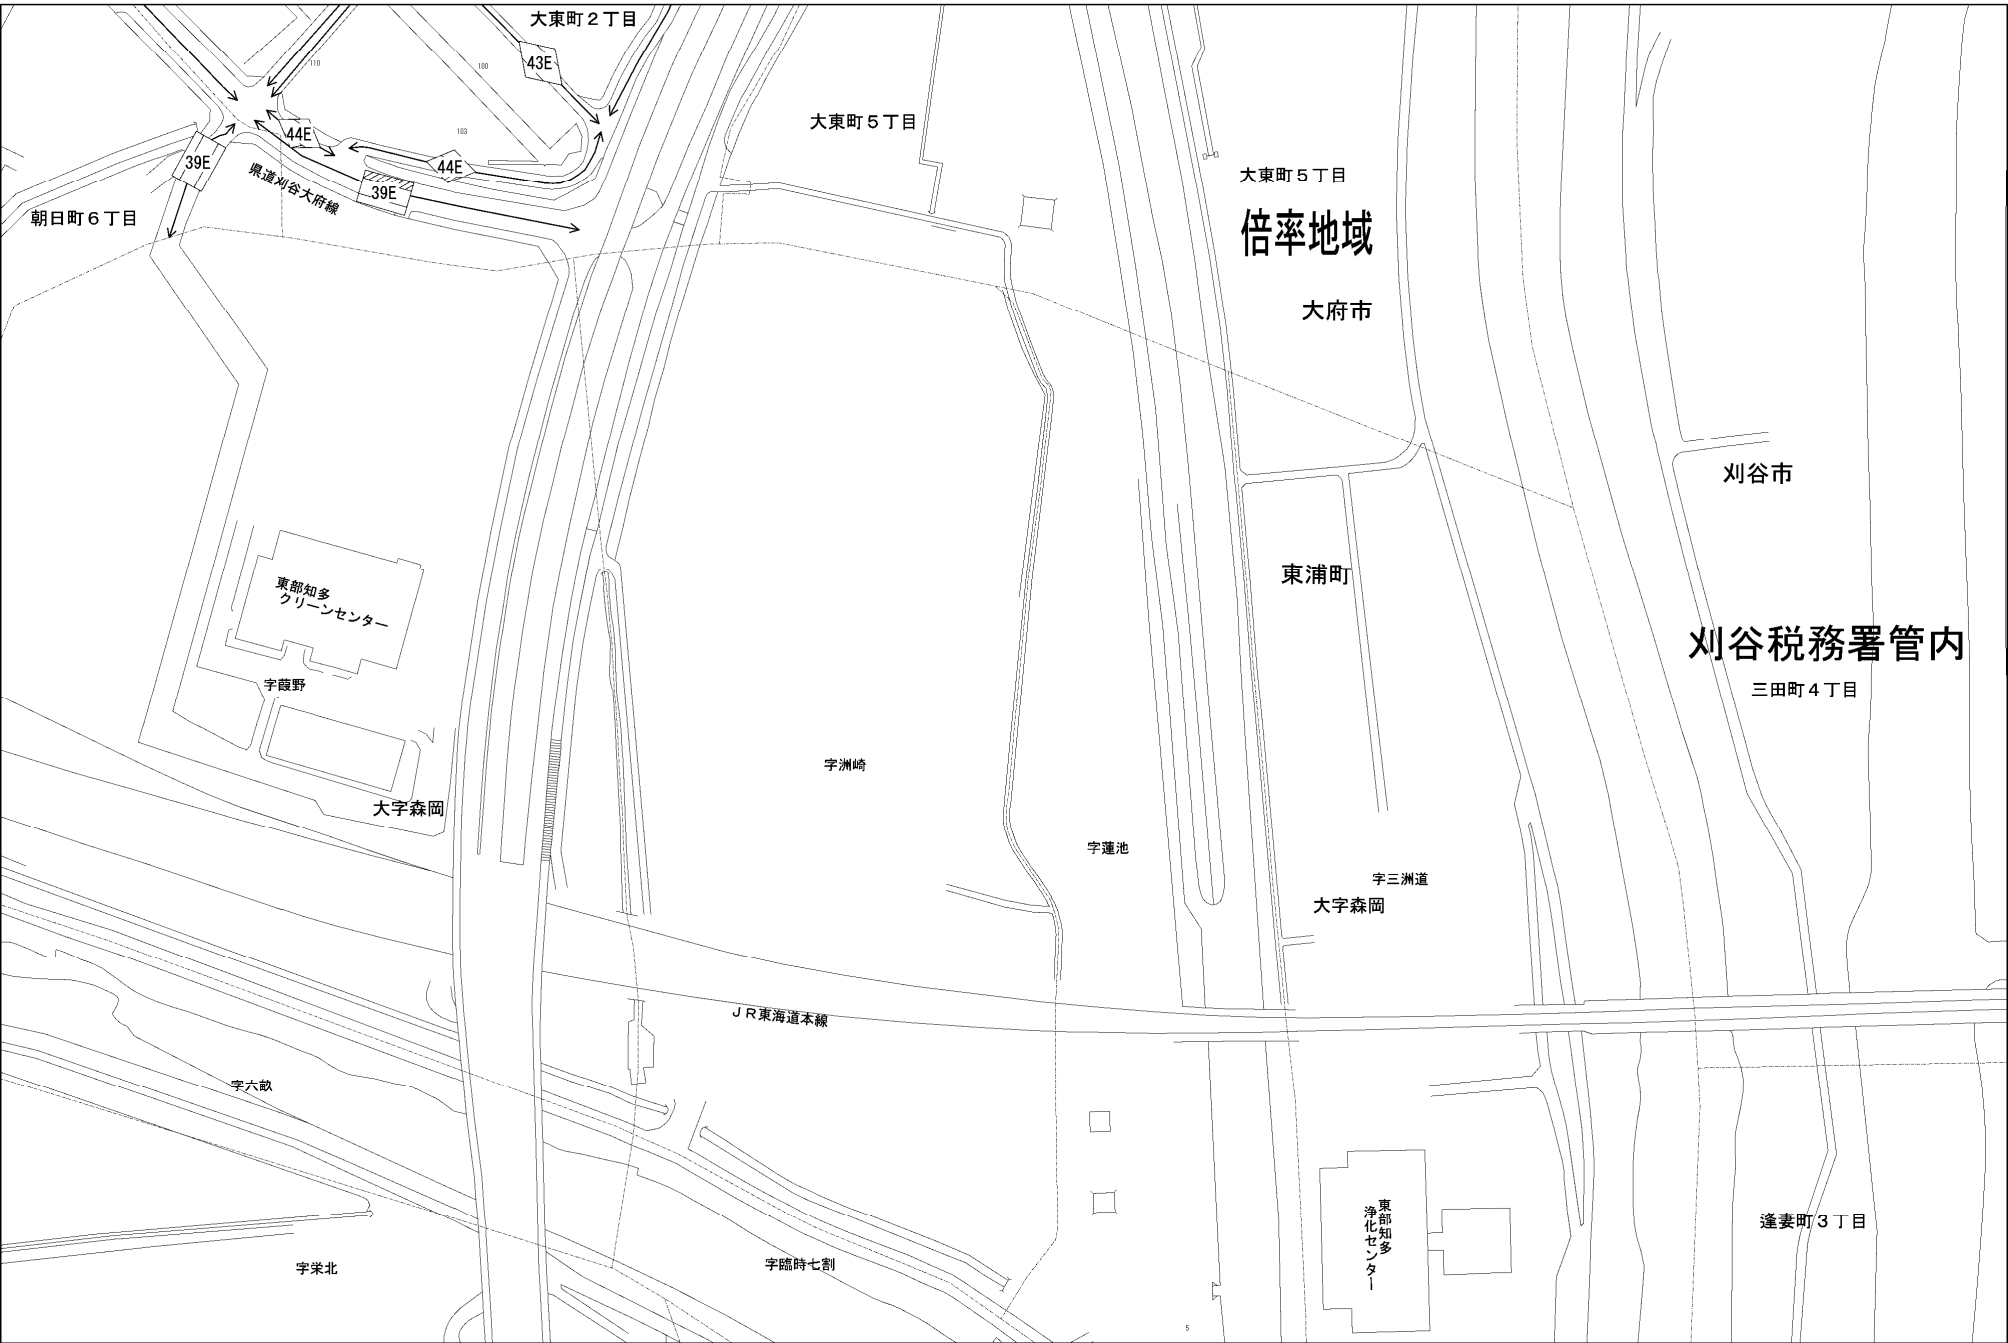 大東町２丁目
43E
110
100
大東町５丁目
44E
103
39E
44E
県道刈谷大府線
39E
大東町５丁目
朝日町６丁目
倍率地域
大府市
刈谷市
東浦町
東部知多
クリーンセンター
刈谷税務署管内
字葭野
三田町４丁目
字洲崎
大字森岡
字蓮池
字三洲道
大字森岡
ＪＲ東海道本線
字六畝
東部知多
浄化センター
逢妻町３丁目
字栄北
字臨時七割
5